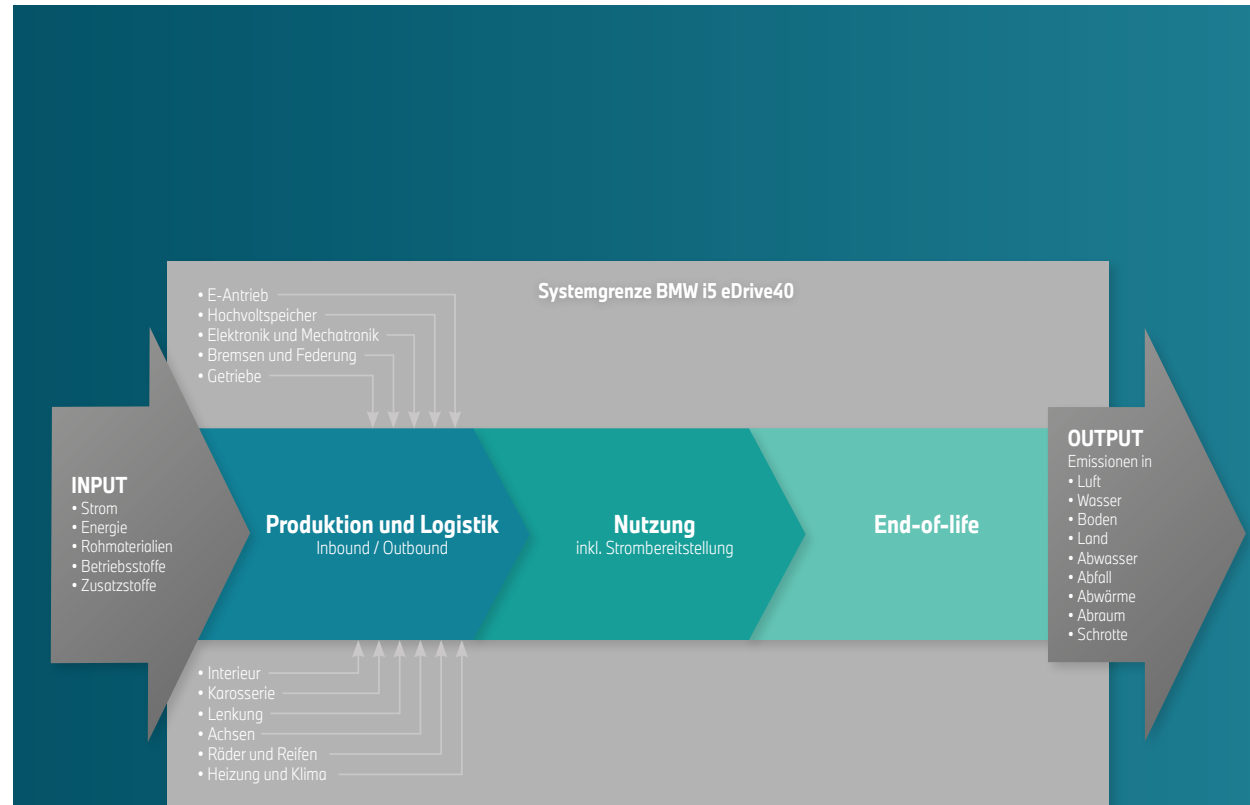 Systemgrenze BMW i5 eDrive40
• E-Antrieb
• Hochvoltspeicher
• Elektronik und Mechatronik
• Bremsen und Federung
• Getriebe
INPUT
• Strom
• Energie
• Rohmaterialien
• Betriebsstoffe
• Zusatzstoffe
Produktion und Logistik
Inbound / Outbound
Nutzung
inkl. Strombereitstellung
End-of-life
OUTPUT
Emissionen in
• Luft
• Wasser
• Boden
• Land
• Abwasser
• Abfall
• Abwärme
• Abraum
• Schrotte
• Interieur
• Karosserie
• Lenkung
• Achsen
• Räder und Reifen
• Heizung und Klima